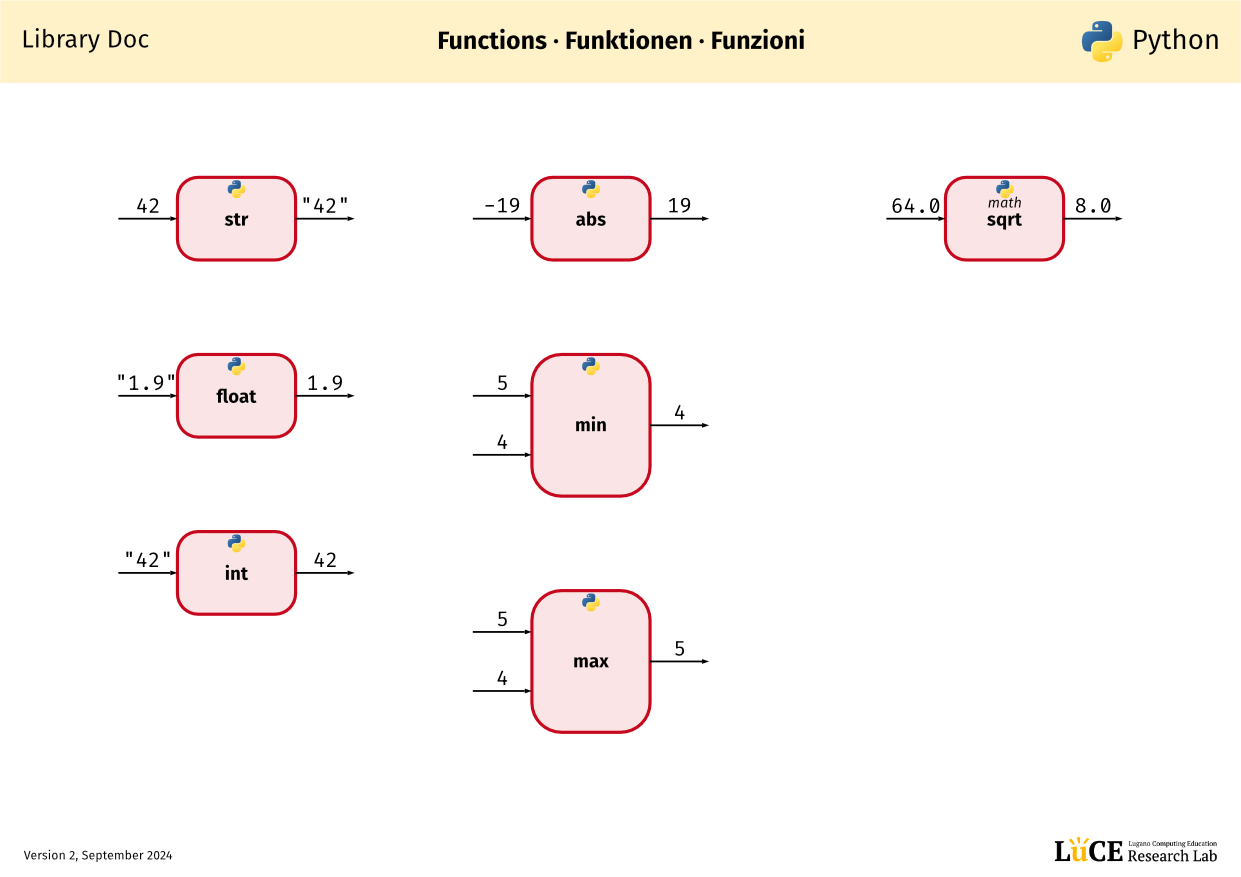 Library Doc
Functions · Funktionen · Funzioni
Python
42
str
"42"
-19
abs
19
64.0
math
sqrt
8.0
"1.9"
float
1.9
5
4
min
4
"42"
int
42
5
4
max
5
Version 2, September 2024
LuCE
Lugano Computing Education
Research Lab